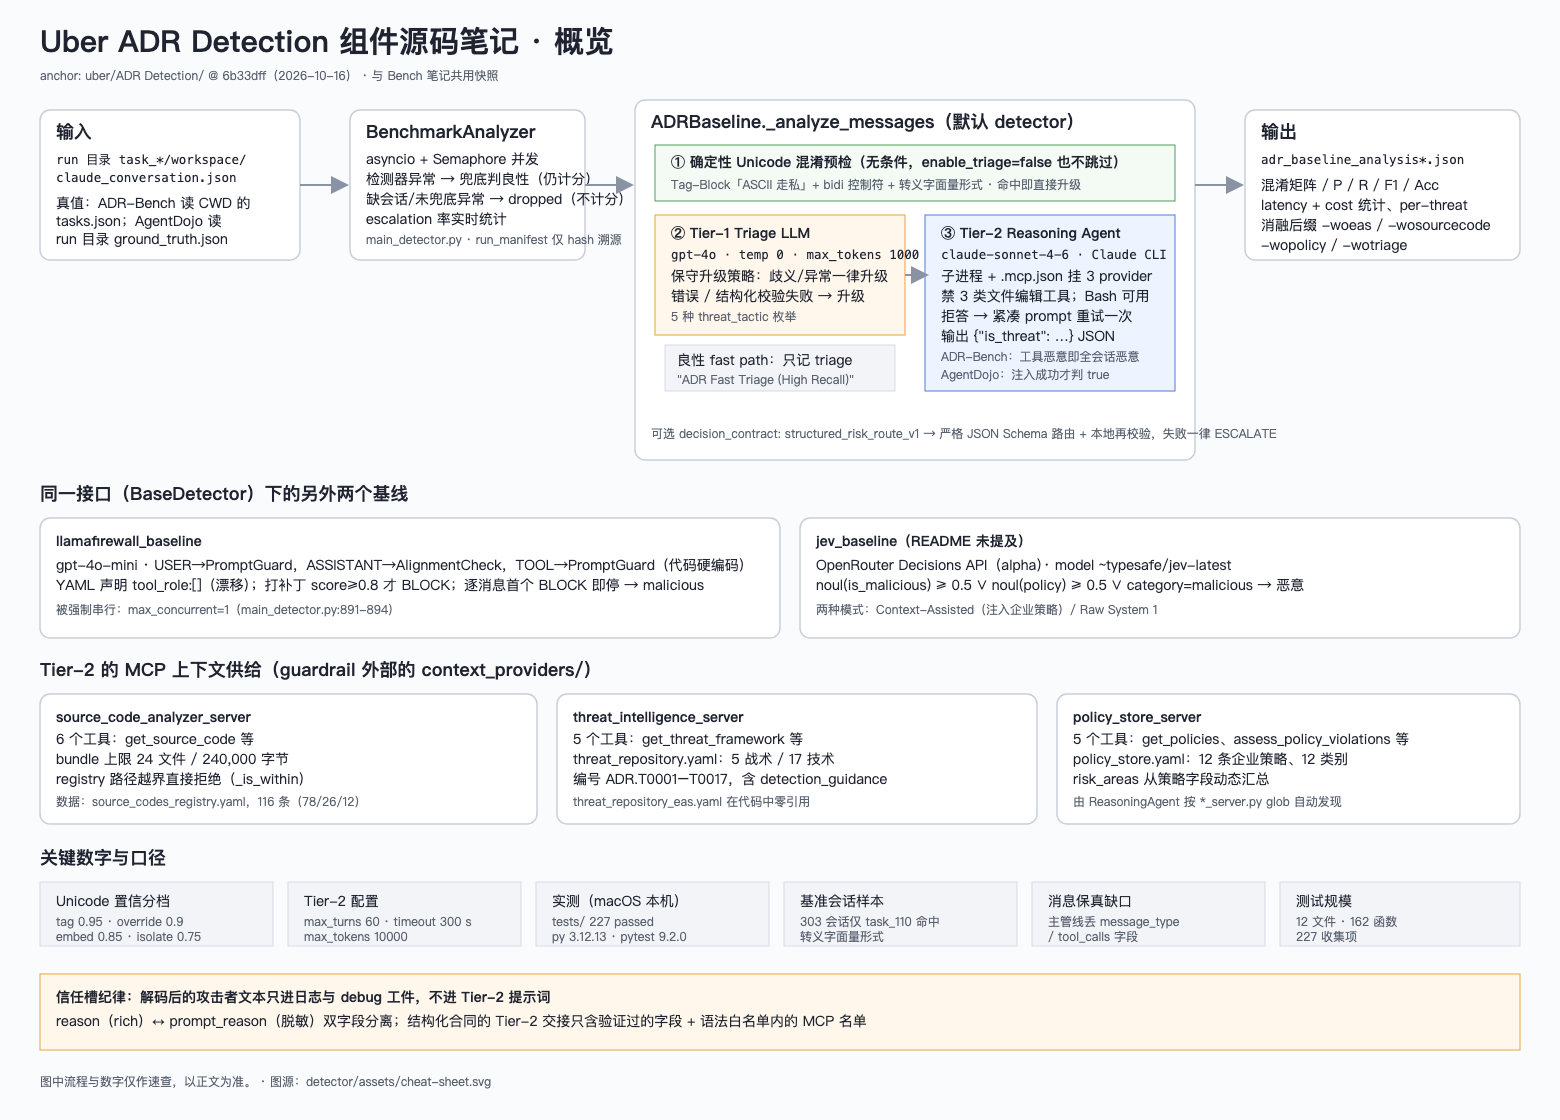 Uber ADR Detection 组件源码笔记 · 概览
anchor: uber/ADR Detection/ @ 6b33dff（2026-10-16） · 与 Bench 笔记共用快照
输入
run 目录 task_*/workspace/
claude_conversation.json
真值：ADR-Bench 读 CWD 的
tasks.json；AgentDojo 读
run 目录 ground_truth.json
BenchmarkAnalyzer
asyncio + Semaphore 并发
检测器异常 → 兜底判良性（仍计分）
缺会话/未兜底异常 → dropped（不计分）
escalation 率实时统计
main_detector.py · run_manifest 仅 hash 溯源
ADRBaseline._analyze_messages（默认 detector）
① 确定性 Unicode 混淆预检（无条件，enable_triage=false 也不跳过）
Tag-Block「ASCII 走私」+ bidi 控制符 + 转义字面量形式 · 命中即直接升级
② Tier-1 Triage LLM
gpt-4o · temp 0 · max_tokens 1000
保守升级策略：歧义/异常一律升级
错误 / 结构化校验失败 → 升级
5 种 threat_tactic 枚举
良性 fast path：只记 triage
"ADR Fast Triage (High Recall)"
③ Tier-2 Reasoning Agent
claude-sonnet-4-6 · Claude CLI
子进程 + .mcp.json 挂 3 provider
禁 3 类文件编辑工具；Bash 可用
拒答 → 紧凑 prompt 重试一次
输出 {"is_threat": ...} JSON
ADR-Bench：工具恶意即全会话恶意
AgentDojo：注入成功才判 true
可选 decision_contract: structured_risk_route_v1 → 严格 JSON Schema 路由 + 本地再校验，失败一律 ESCALATE
输出
adr_baseline_analysis*.json
混淆矩阵 / P / R / F1 / Acc
latency + cost 统计、per-threat
消融后缀 -woeas / -wosourcecode
-wopolicy / -wotriage
同一接口（BaseDetector）下的另外两个基线
llamafirewall_baseline
gpt-4o-mini · USER→PromptGuard，ASSISTANT→AlignmentCheck，TOOL→PromptGuard（代码硬编码）
YAML 声明 tool_role:[]（漂移）；打补丁 score≥0.8 才 BLOCK；逐消息首个 BLOCK 即停 → malicious
被强制串行：max_concurrent=1（main_detector.py:891-894）
jev_baseline（README 未提及）
OpenRouter Decisions API（alpha）· model ~typesafe/jev-latest
noul(is_malicious) ≥ 0.5 ∨ noul(policy) ≥ 0.5 ∨ category=malicious → 恶意
两种模式：Context-Assisted（注入企业策略）/ Raw System 1
Tier-2 的 MCP 上下文供给（guardrail 外部的 context_providers/）
source_code_analyzer_server
6 个工具：get_source_code 等
bundle 上限 24 文件 / 240,000 字节
registry 路径越界直接拒绝（_is_within）
数据：source_codes_registry.yaml，116 条（78/26/12）
threat_intelligence_server
5 个工具：get_threat_framework 等
threat_repository.yaml：5 战术 / 17 技术
编号 ADR.T0001—T0017，含 detection_guidance
threat_repository_eas.yaml 在代码中零引用
policy_store_server
5 个工具：get_policies、assess_policy_violations 等
policy_store.yaml：12 条企业策略、12 类别
risk_areas 从策略字段动态汇总
由 ReasoningAgent 按 *_server.py glob 自动发现
关键数字与口径
Unicode 置信分档
tag 0.95 · override 0.9
embed 0.85 · isolate 0.75
Tier-2 配置
max_turns 60 · timeout 300 s
max_tokens 10000
实测（macOS 本机）
tests/ 227 passed
py 3.12.13 · pytest 9.2.0
基准会话样本
303 会话仅 task_110 命中
转义字面量形式
消息保真缺口
主管线丢 message_type
/ tool_calls 字段
测试规模
12 文件 · 162 函数
227 收集项
信任槽纪律：解码后的攻击者文本只进日志与 debug 工件，不进 Tier-2 提示词
reason（rich）↔ prompt_reason（脱敏）双字段分离；结构化合同的 Tier-2 交接只含验证过的字段 + 语法白名单内的 MCP 名单
图中流程与数字仅作速查，以正文为准。 · 图源：detector/assets/cheat-sheet.svg